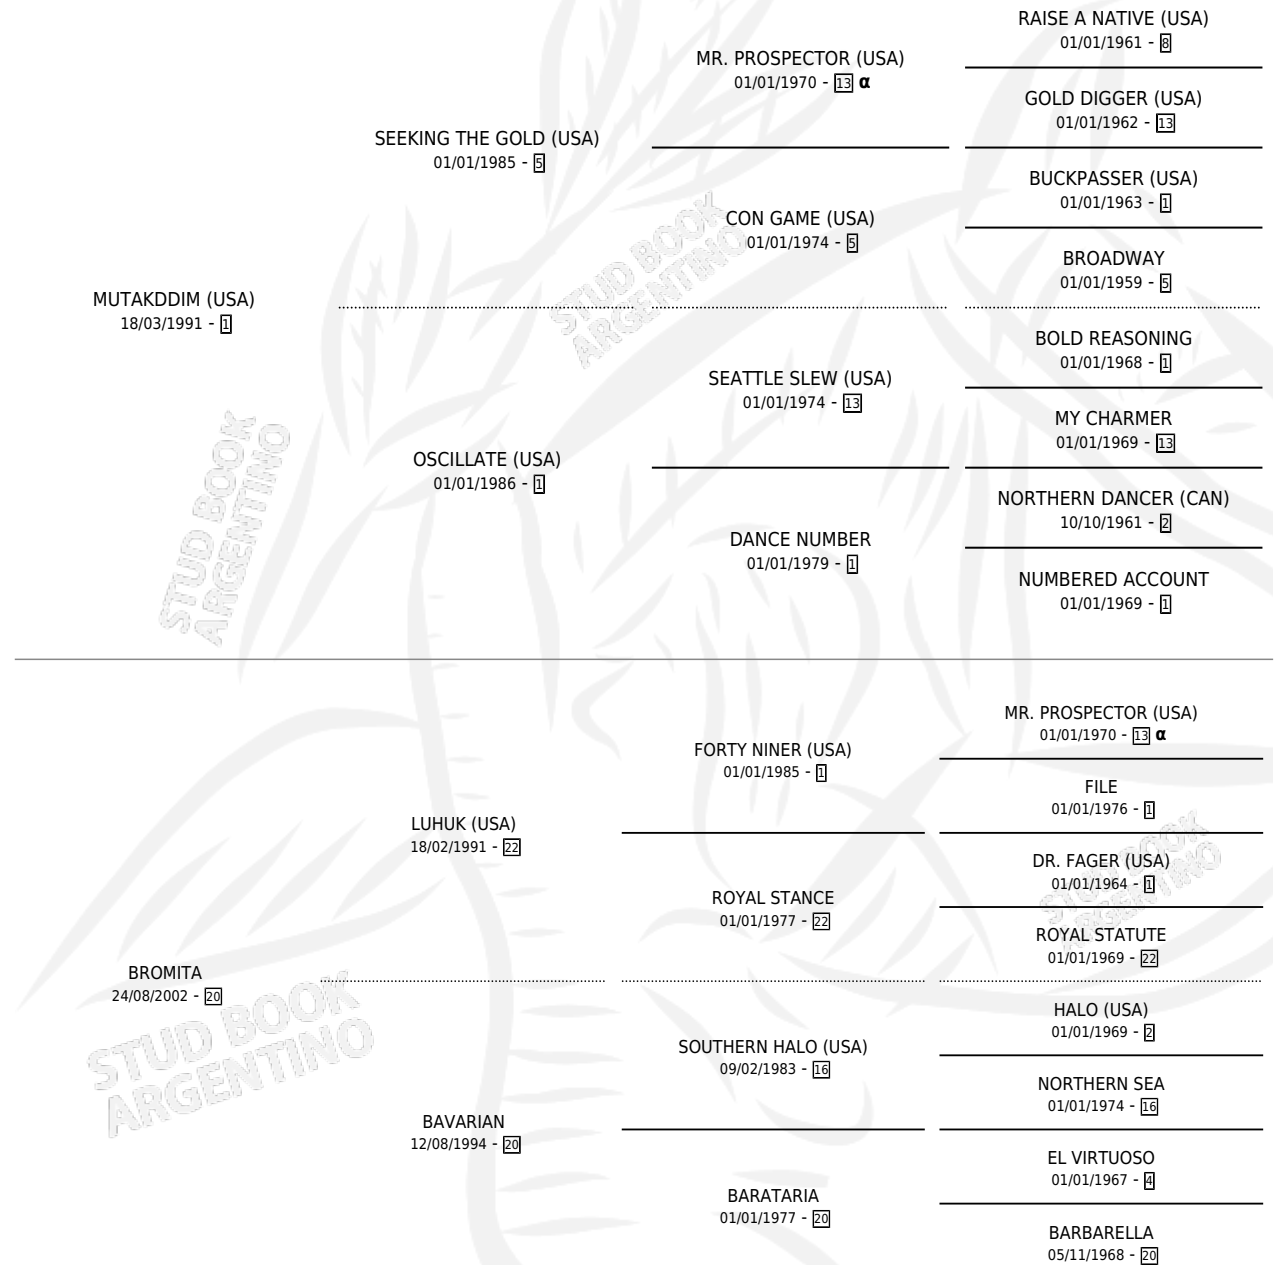 RAISE A NATIVE (USA)
01/01/1961 - 8
MR. PROSPECTOR (USA)
01/01/1970 - 13 α
GOLD DIGGER (USA)
01/01/1962 - 13
SEEKING THE GOLD (USA)
01/01/1985 - 5
BUCKPASSER (USA)
01/01/1963 - 1
CON GAME (USA)
01/01/1974 - 5
BROADWAY
01/01/1959 - 5
STUD BOOK
ARGENTINO
MUTAKDDIM (USA)
18/03/1991 - 1
BOLD REASONING
01/01/1968 - 1
SEATTLE SLEW (USA)
01/01/1974 - 13
MY CHARMER
01/01/1969 - 13
OSCILLATE (USA)
01/01/1986 - 1
NORTHERN DANCER (CAN)
10/10/1961 - 2
DANCE NUMBER
01/01/1979 - 1
NUMBERED ACCOUNT
01/01/1969 - 1
STUD BOOK
ARGENTINO
MR. PROSPECTOR (USA)
01/01/1970 - 13 α
FORTY NINER (USA)
01/01/1985 - 1
FILE
01/01/1976 - 1
LUHUK (USA)
18/02/1991 - 22
DR. FAGER (USA)
01/01/1964 - 1
ROYAL STANCE
01/01/1977 - 22
ROYAL STATUTE
01/01/1969 - 22
STUD BOOK
ARGENTINO
BROMITA
24/08/2002 - 20
HALO (USA)
01/01/1969 - 2
SOUTHERN HALO (USA)
09/02/1983 - 16
NORTHERN SEA
01/01/1974 - 16
BAVARIAN
12/08/1994 - 20
EL VIRTUOSO
01/01/1967 - 4
BARATARIA
01/01/1977 - 20
BARBARELLA
05/11/1968 - 20
STUD BOOK
ARGENTINO